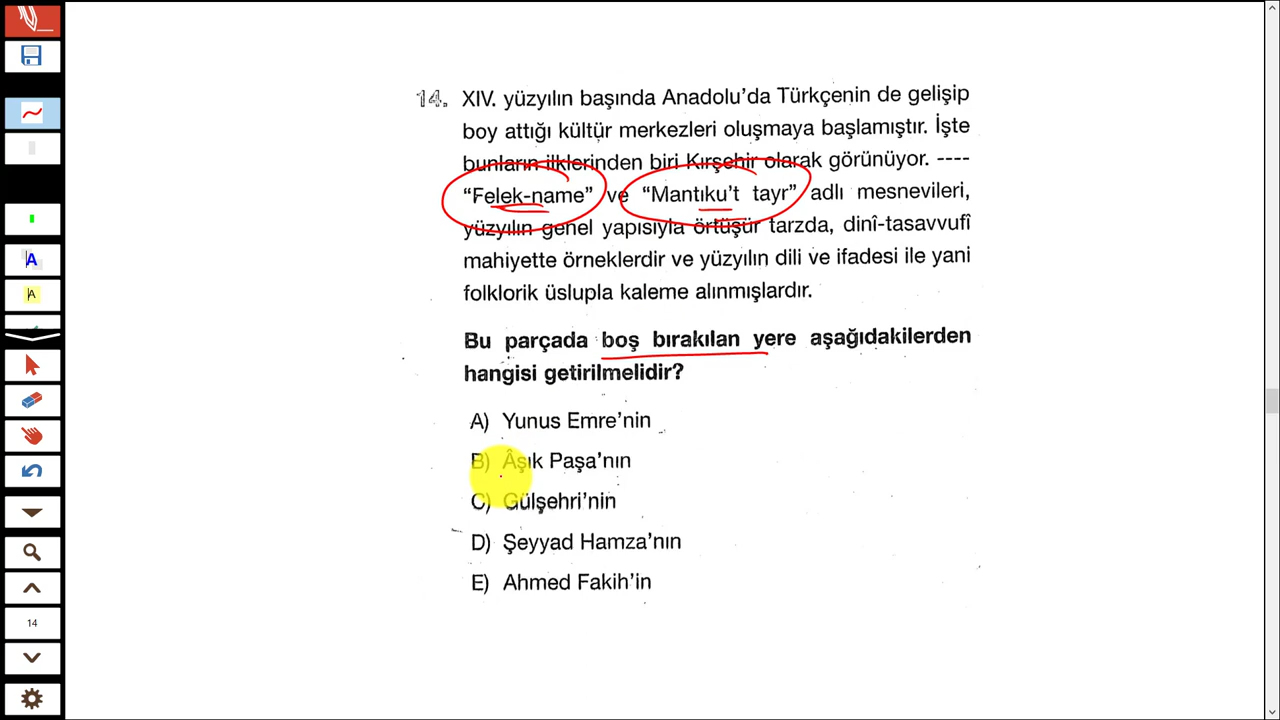 14. XIV. yüzyılın başında Anadolu’da Türkçenin de gelişip
boy attığı kültür merkezleri oluşmaya başlamıştır. İşte
bunların ilklerinden biri Kırşehir olarak görünüyor. ----
“Felek-name” ve “Mantıku’t tayr” adlı mesnevileri,
yüzyılın genel yapısıyla örtüşür tarzda, dinî-tasavvufî
mahiyette örneklerdir ve yüzyılın dili ve ifadesi ile yani
folklorik üslupla kaleme alınmışlardır.
Bu parçada boş bırakılan yere aşağıdakilerden
hangisi getirilmelidir?
A) Yunus Emre’nin
B) Âşık Paşa’nın
C) Gülşehri’nin
D) Şeyyad Hamza’nın
E) Ahmed Fakih’in
A
A
14